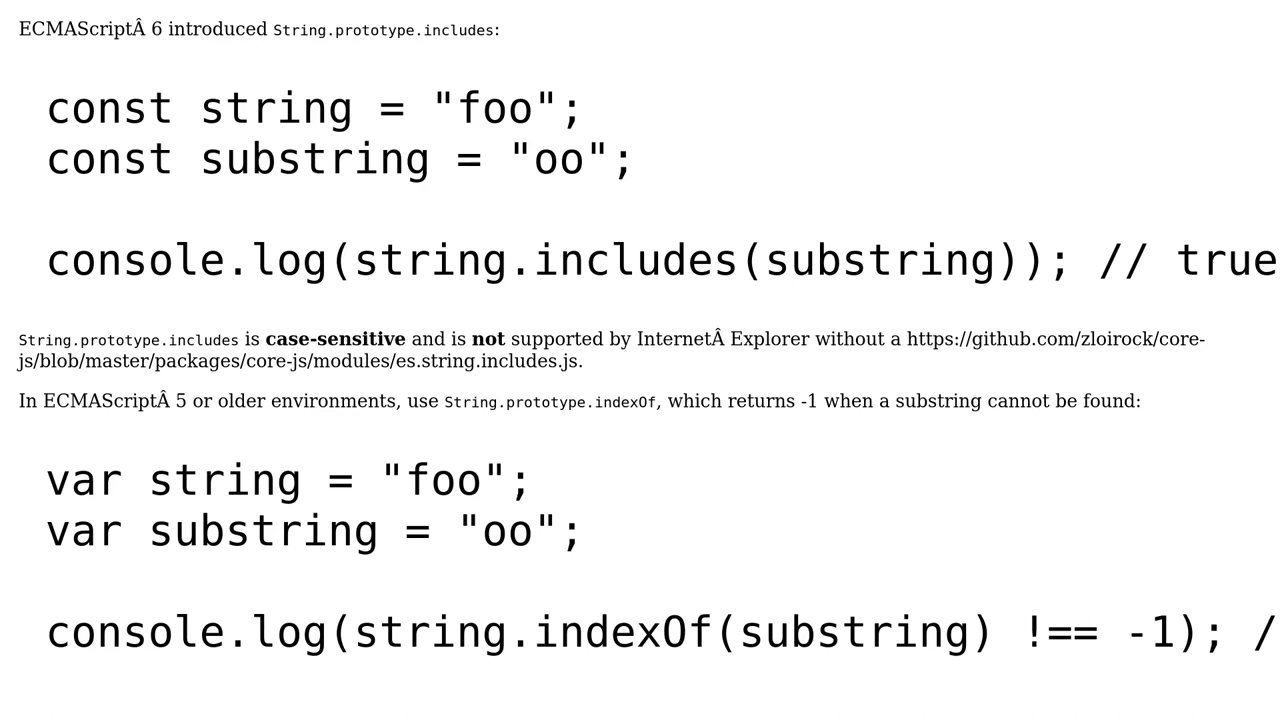 ECMAScriptÂ 6 introduced String.prototype.includes:
const string = "foo";
const substring = "oo";
console.log(string.includes(substring)); // true
String.prototype.includes is case-sensitive and is not supported by InternetÂ Explorer without a https://github.com/zloirock/core-
js/blob/master/packages/core-js/modules/es.string.includes.js.
In ECMAScriptÂ 5 or older environments, use String.prototype.indexOf, which returns -1 when a substring cannot be found:
var string = "foo";
var substring = "oo";
console.log(string.indexOf(substring) !== -1); /